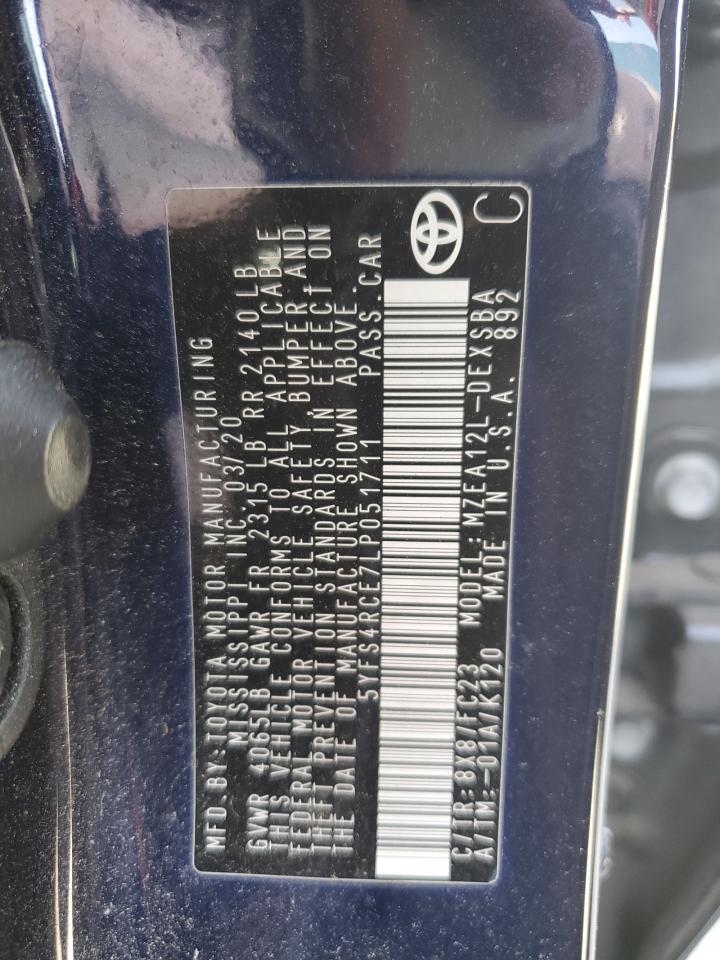 MFD.BY:TOYOTA MOTOR MANUFACTURING
MISSISSIPPI INC.03/20
GVWR 4065LB GAWR FR 2315 LB RR 2140LB
THIS VEHICLE CONFORMS TO ALL APPLICABLE
FEDERAL MOTOR VEHICLE SAFETY, BUMPER AND
THEFT PREVENTION STANDARDS IN EFFECT ON
THE DATE OF MANUFACTURE SHOWN ABOVE.
5YFS4RCE7LP051711 PASS.CAR
C/TR:8X8/FC23 MODEL:MZEA12L-DEXSBA
A/TM:-01A/K120 MADE IN U.S.A. 892
C